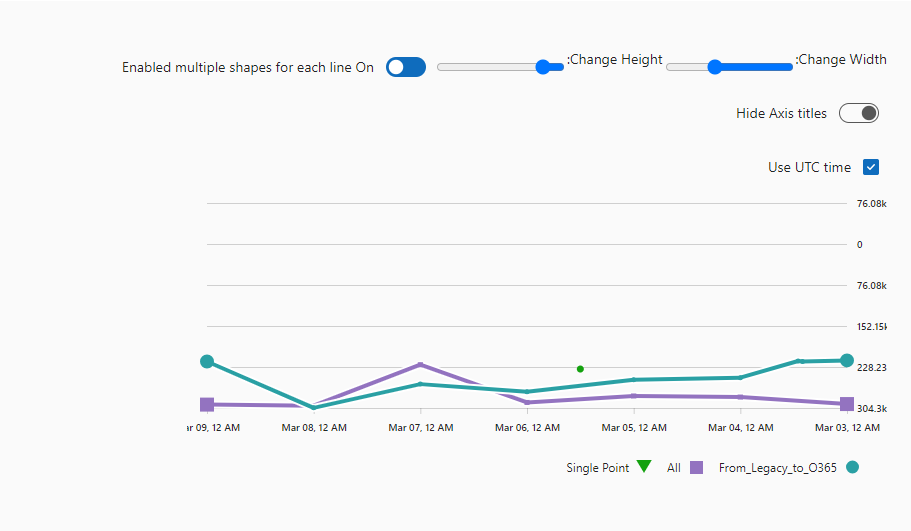 Enabled multiple shapes for each line On
:Change Height
:Change Width
Hide Axis titles
Use UTC time
76.08k
0
76.08k
152.15k
228.23
304.3k
ar 09, 12 AM
Mar 08, 12 AM
Mar 07, 12 AM
Mar 06, 12 AM
Mar 05, 12 AM
Mar 04, 12 AM
Mar 03, 12 AM
Single Point
All
From_Legacy_to_O365